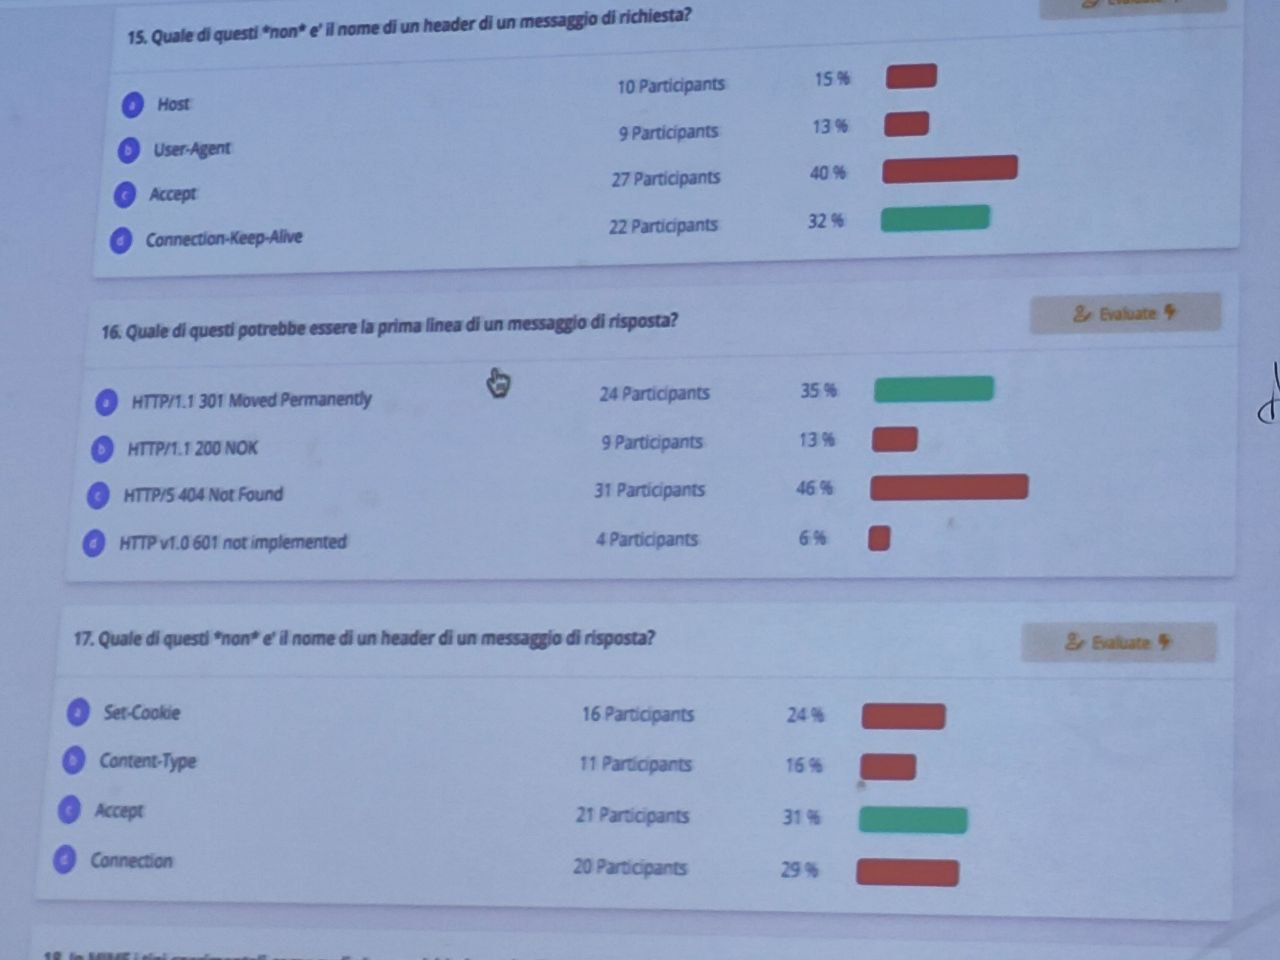 Evaluate
15. Quale di questi *non* e' il nome di un header di un messaggio di richiesta?
a Host 10 Participants 15 %
b User-Agent 9 Participants 13 %
c Accept 27 Participants 40 %
d Connection-Keep-Alive 22 Participants 32 %
16. Quale di questi potrebbe essere la prima linea di un messaggio di risposta? Evaluate
a HTTP/1.1 301 Moved Permanently 24 Participants 35 %
b HTTP/1.1 200 NOK 9 Participants 13 %
c HTTP/5 404 Not Found 31 Participants 46 %
d HTTP v1.0 601 not implemented 4 Participants 6 %
17. Quale di questi *non* e' il nome di un header di un messaggio di risposta? Evaluate
a Set-Cookie 16 Participants 24 %
b Content-Type 11 Participants 16 %
c Accept 21 Participants 31 %
d Connection 20 Participants 29 %
18. In MIME i tipi